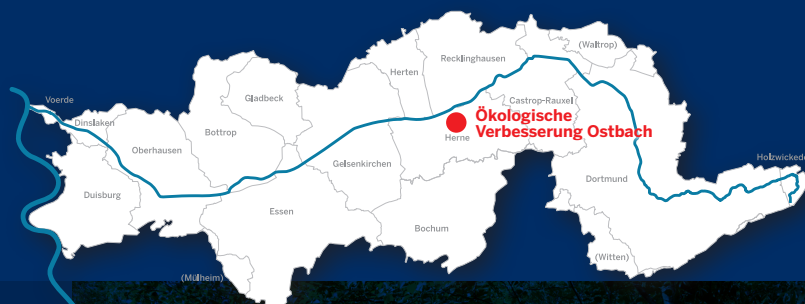 (Waltrop)
Recklinghausen
Herten
Gladbeck
Voerde
Castrop-Rauxel
Dinslaken
Ökologische
Verbesserung Ostbach
Bottrop
Herne
Oberhausen
Gelsenkirchen
Holzwickede
Dortmund
Duisburg
Essen
Bochum
(Witten)
(Mülheim)